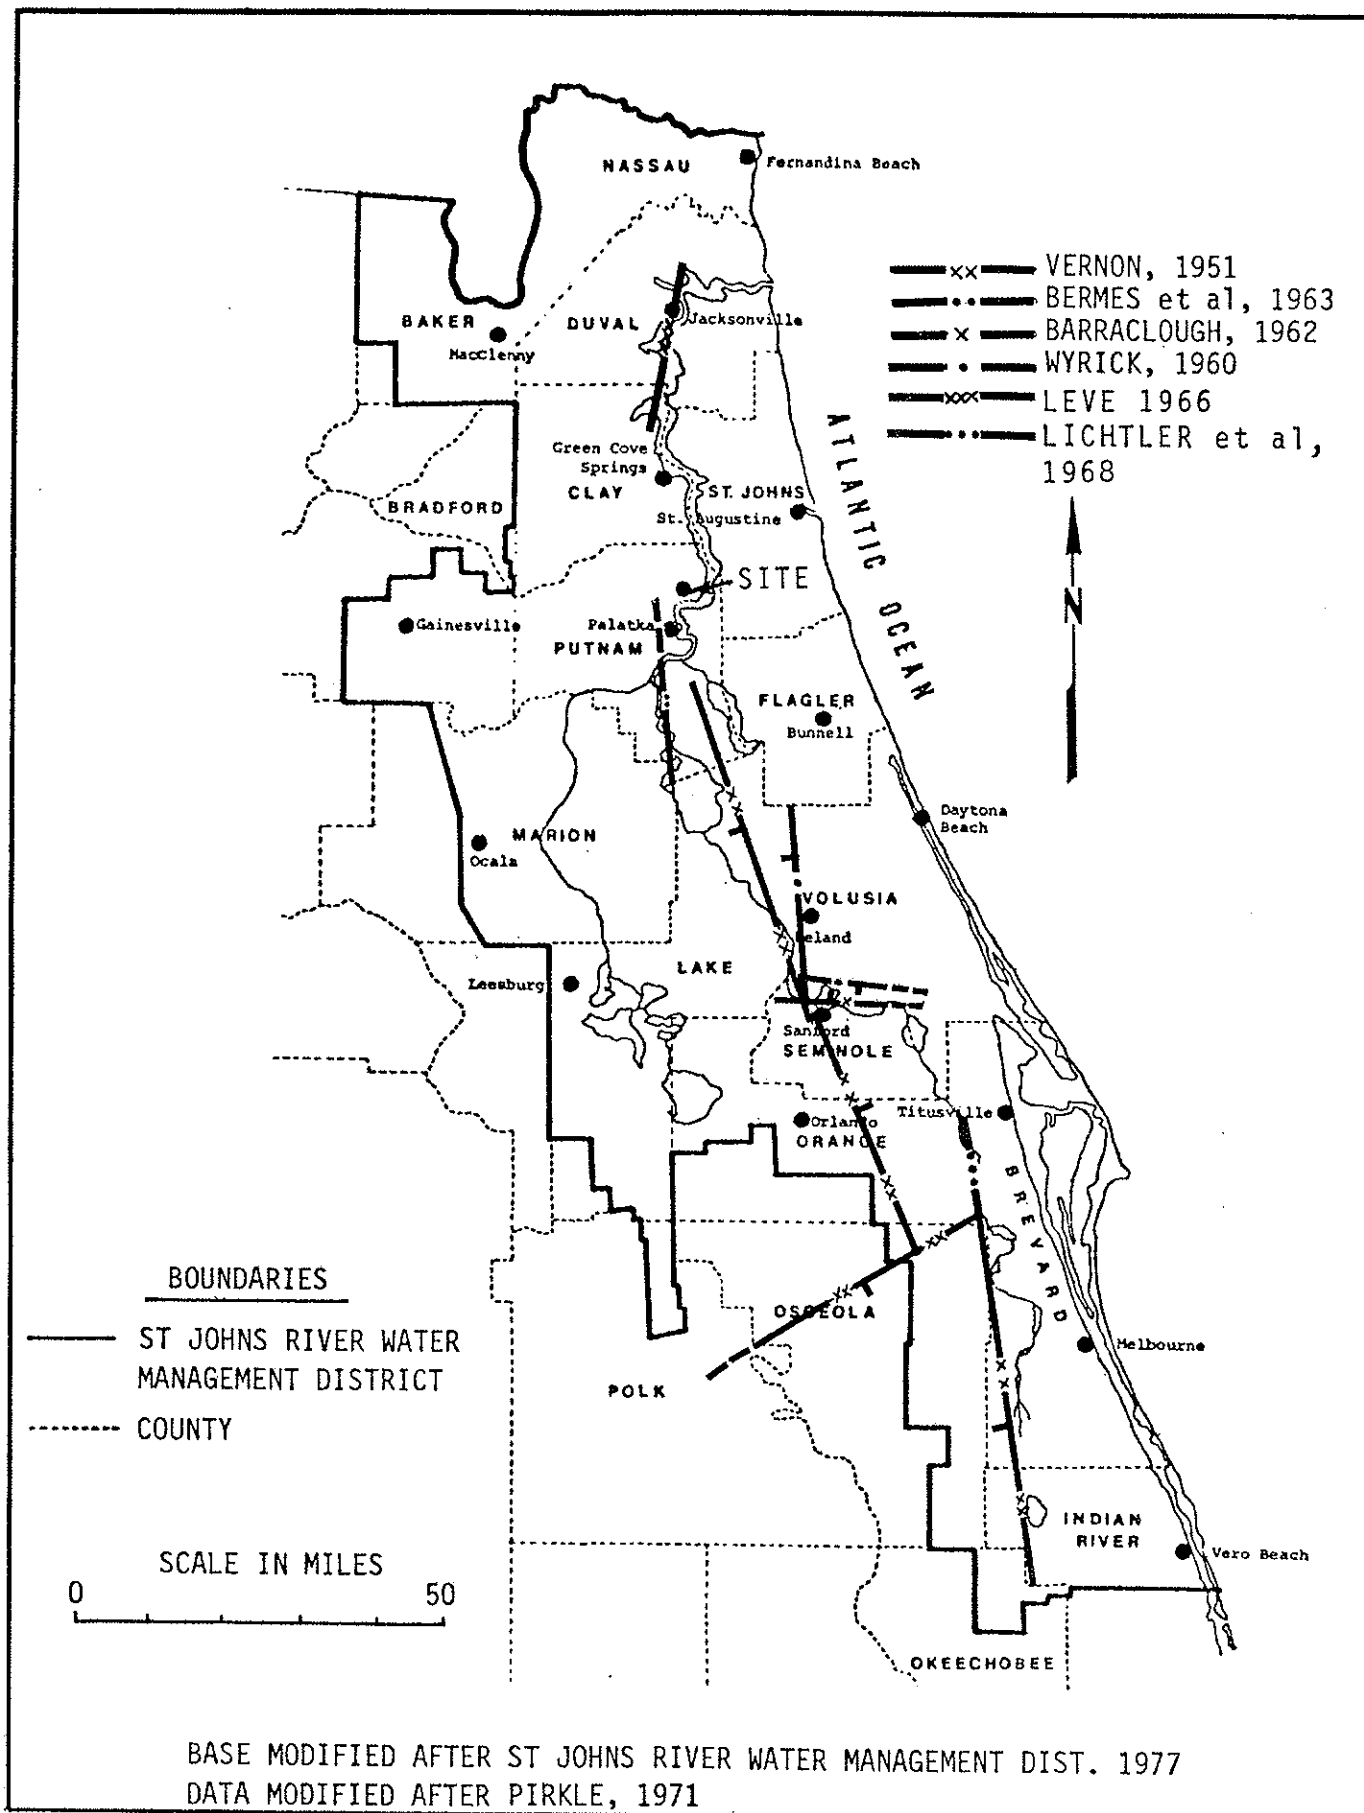 NASSAU
Fernandina Beach
VERNON, 1951
BERMES et al, 1963
BARRACLOUGH, 1962
WYRICK, 1960
LEVE 1966
LICHTLER et al,
1968
BAKER
MacClenny
DUVAL
Jacksonville
ATLANTIC OCEAN
Green Cove
Springs
CLAY
ST. JOHNS
St. Augustine
BRADFORD
SITE
N
Gainesville
Palatka
PUTNAM
FLAGLER
Bunnell
Daytona
Beach
MARION
Ocala
VOLUSIA
Deland
LAKE
Leesburg
Sanford
SEMINOLE
Titusville
Orlando
ORANGE
BREVARD
BOUNDARIES
ST JOHNS RIVER WATER
MANAGEMENT DISTRICT
COUNTY
OSCEOLA
Melbourne
POLK
INDIAN
RIVER
Vero Beach
SCALE IN MILES
0 50
OKEECHOBEE
BASE MODIFIED AFTER ST JOHNS RIVER WATER MANAGEMENT DIST. 1977
DATA MODIFIED AFTER PIRKLE, 1971